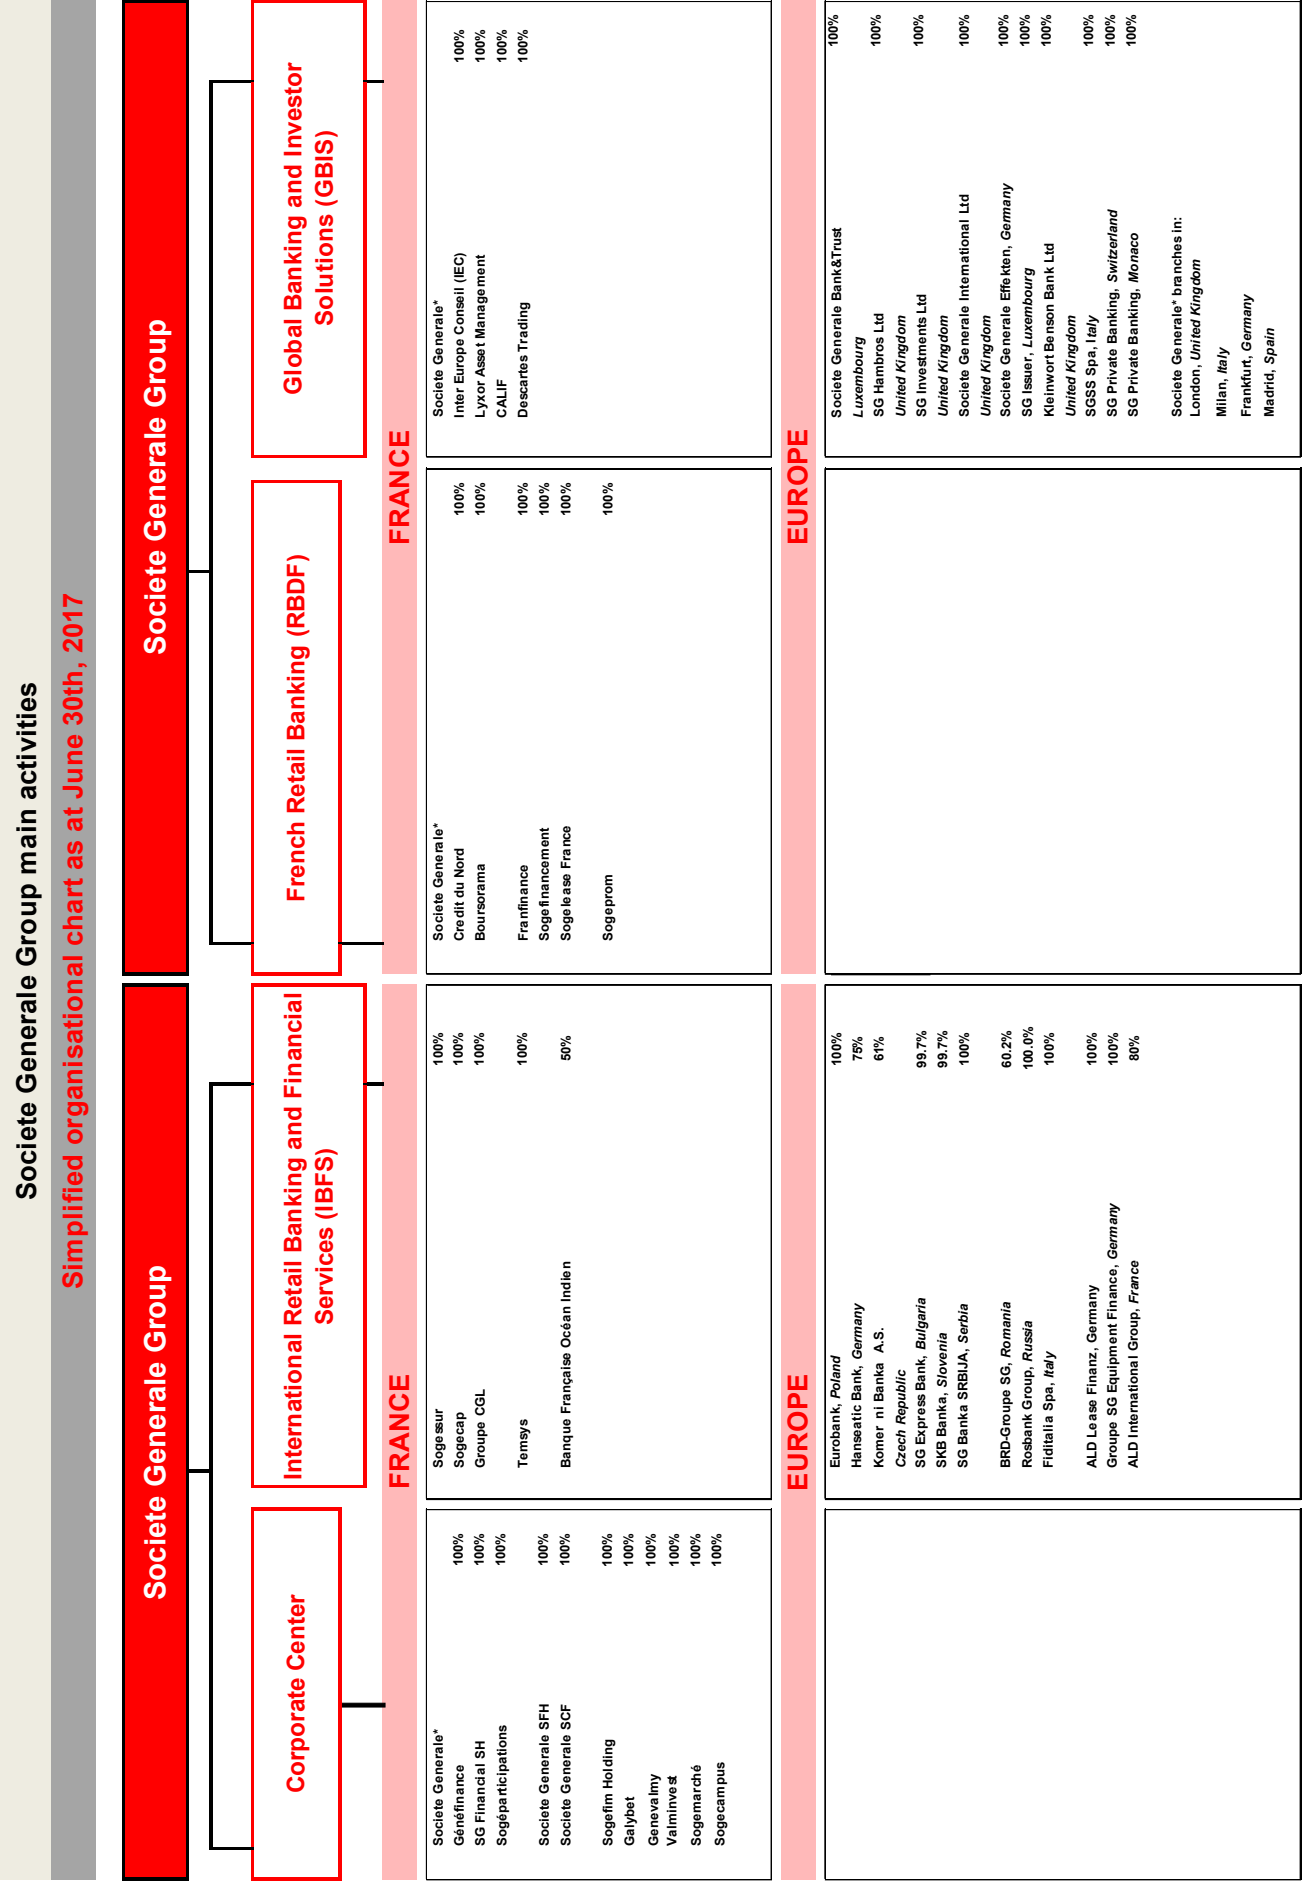 Societe Generale Group main activities
Simplified organisational chart as at June 30th, 2017
Societe Generale Group
Societe Generale Group
Corporate Center
International Retail Banking and Financial
Services (IBFS)
French Retail Banking (RBDF)
Global Banking and Investor
Solutions (GBIS)
FRANCE
FRANCE
Societe Generale*
Généfinance 100%
SG Financial SH 100%
Sogéparticipations 100%
Societe Generale SFH 100%
Societe Generale SCF 100%
Sogefim Holding 100%
Galybet 100%
Genevalmy 100%
Valminvest 100%
Sogemarché 100%
Sogecampus 100%
Sogessur 100%
Sogecap 100%
Groupe CGL 100%
Temsys 100%
Banque Française Océan Indien 50%
Societe Generale*
Credit du Nord 100%
Boursorama 100%
Franfinance 100%
Sogefinancement 100%
Sogelease France 100%
Sogeprom 100%
Societe Generale*
Inter Europe Conseil (IEC) 100%
Lyxor Asset Management 100%
CALIF 100%
Descartes Trading 100%
EUROPE
EUROPE
Eurobank, Poland 100%
Hanseatic Bank, Germany 75%
Komer ni Banka A.S. 61%
Czech Republic
SG Express Bank, Bulgaria 99.7%
SKB Banka, Slovenia 99.7%
SG Banka SRBIJA, Serbia 100%
BRD-Groupe SG, Romania 60.2%
Rosbank Group, Russia 100.0%
Fiditalia Spa, Italy 100%
ALD Lease Finanz, Germany 100%
Groupe SG Equipment Finance, Germany 100%
ALD International Group, France 80%
Societe Generale Bank&Trust 100%
Luxembourg
SG Hambros Ltd 100%
United Kingdom
SG Investments Ltd 100%
United Kingdom
Societe Generale International Ltd 100%
United Kingdom
Societe Generale Effekten, Germany 100%
SG Issuer, Luxembourg 100%
Kleinwort Benson Bank Ltd 100%
United Kingdom
SGSS Spa, Italy 100%
SG Private Banking, Switzerland 100%
SG Private Banking, Monaco 100%
Societe Generale* branches in:
London, United Kingdom
Milan, Italy
Frankfurt, Germany
Madrid, Spain